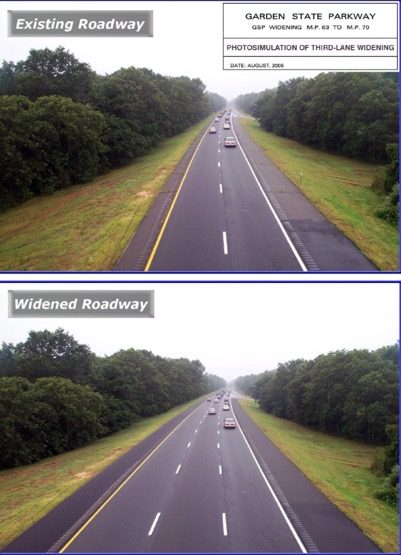 Existing Roadway
GARDEN STATE PARKWAY
GSP WIDENING M.P. 63 TO M.P. 70
PHOTOSIMULATION OF THIRD-LANE WIDENING
DATE: AUGUST, 2006
Widened Roadway